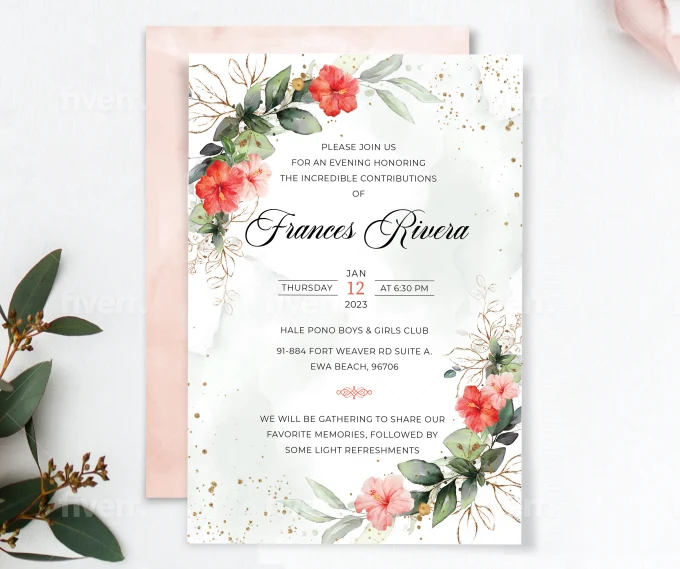 PLEASE JOIN US
FOR AN EVENING HONORING
THE INCREDIBLE CONTRIBUTIONS
OF
Frances Rivera
JAN
THURSDAY 12 AT 6:30 PM
2023
HALE PONO BOYS & GIRLS CLUB
91-884 FORT WEAVER RD SUITE A.
EWA BEACH, 96706
WE WILL BE GATHERING TO SHARE OUR
FAVORITE MEMORIES, FOLLOWED BY
SOME LIGHT REFRESHMENTS